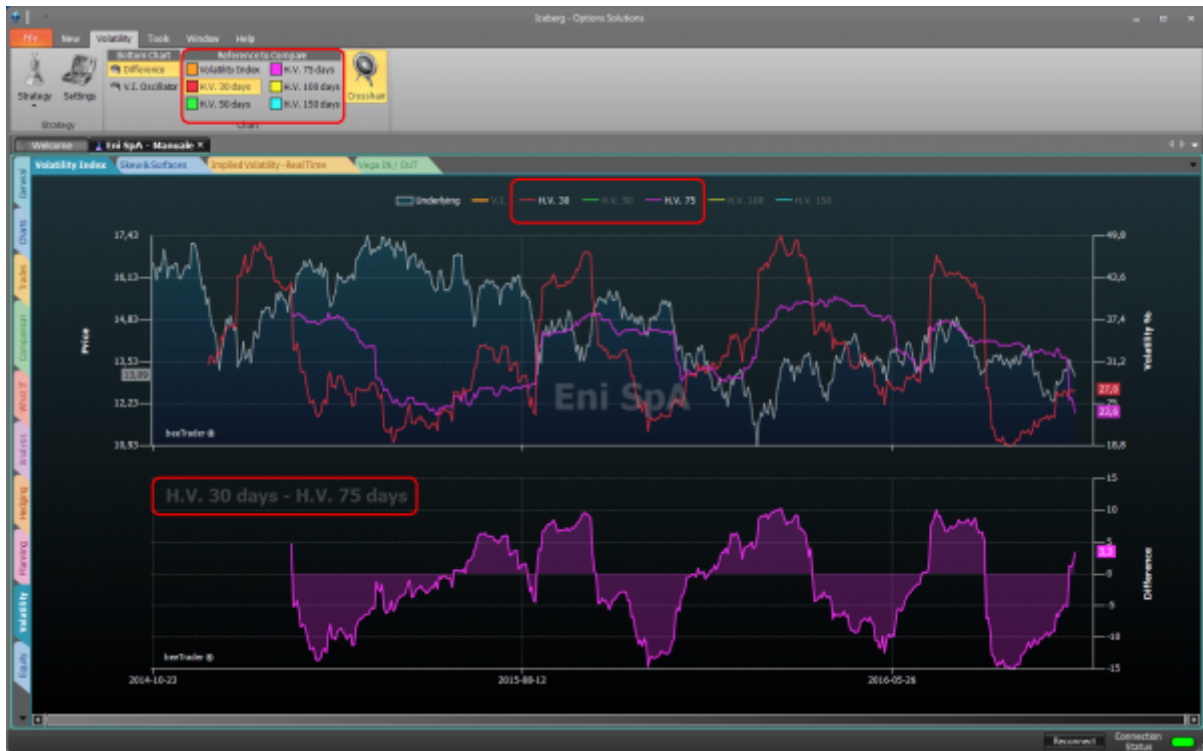 Iceberg - Options Solutions
File New Volatility Tools Window Help
Bottom Chart Reference to Compare
Difference Volatility Index H.V. 75 days
V.I. Oscillator H.V. 30 days H.V. 100 days
H.V. 50 days H.V. 150 days
Strategy Settings Crosshair
Strategy Chart
Welcome Eni SpA - Manuale
Volatility Index Skew & Surfaces Implied Volatility - Real Time Vega IN / OUT
General
Charts
Trades
Comparison
What if
Analysis
Hedging
Planning
Volatility
Equity
Underlying V.I. H.V. 30 H.V. 50 H.V. 75 H.V. 100 H.V. 150
17,43 49,8
16,13 43,6
14,83 37,4
13,53 31,2
13,09
27,0
12,23 25
23,6
10,93 18,8
Price
Volatility %
Eni SpA
beeTrader ®
H.V. 30 days - H.V. 75 days
15
10
5
3,3
0
-5
-10
-15
Difference
beeTrader ®
2014-10-23 2015-08-12 2016-05-26
Reconnect Connection Status